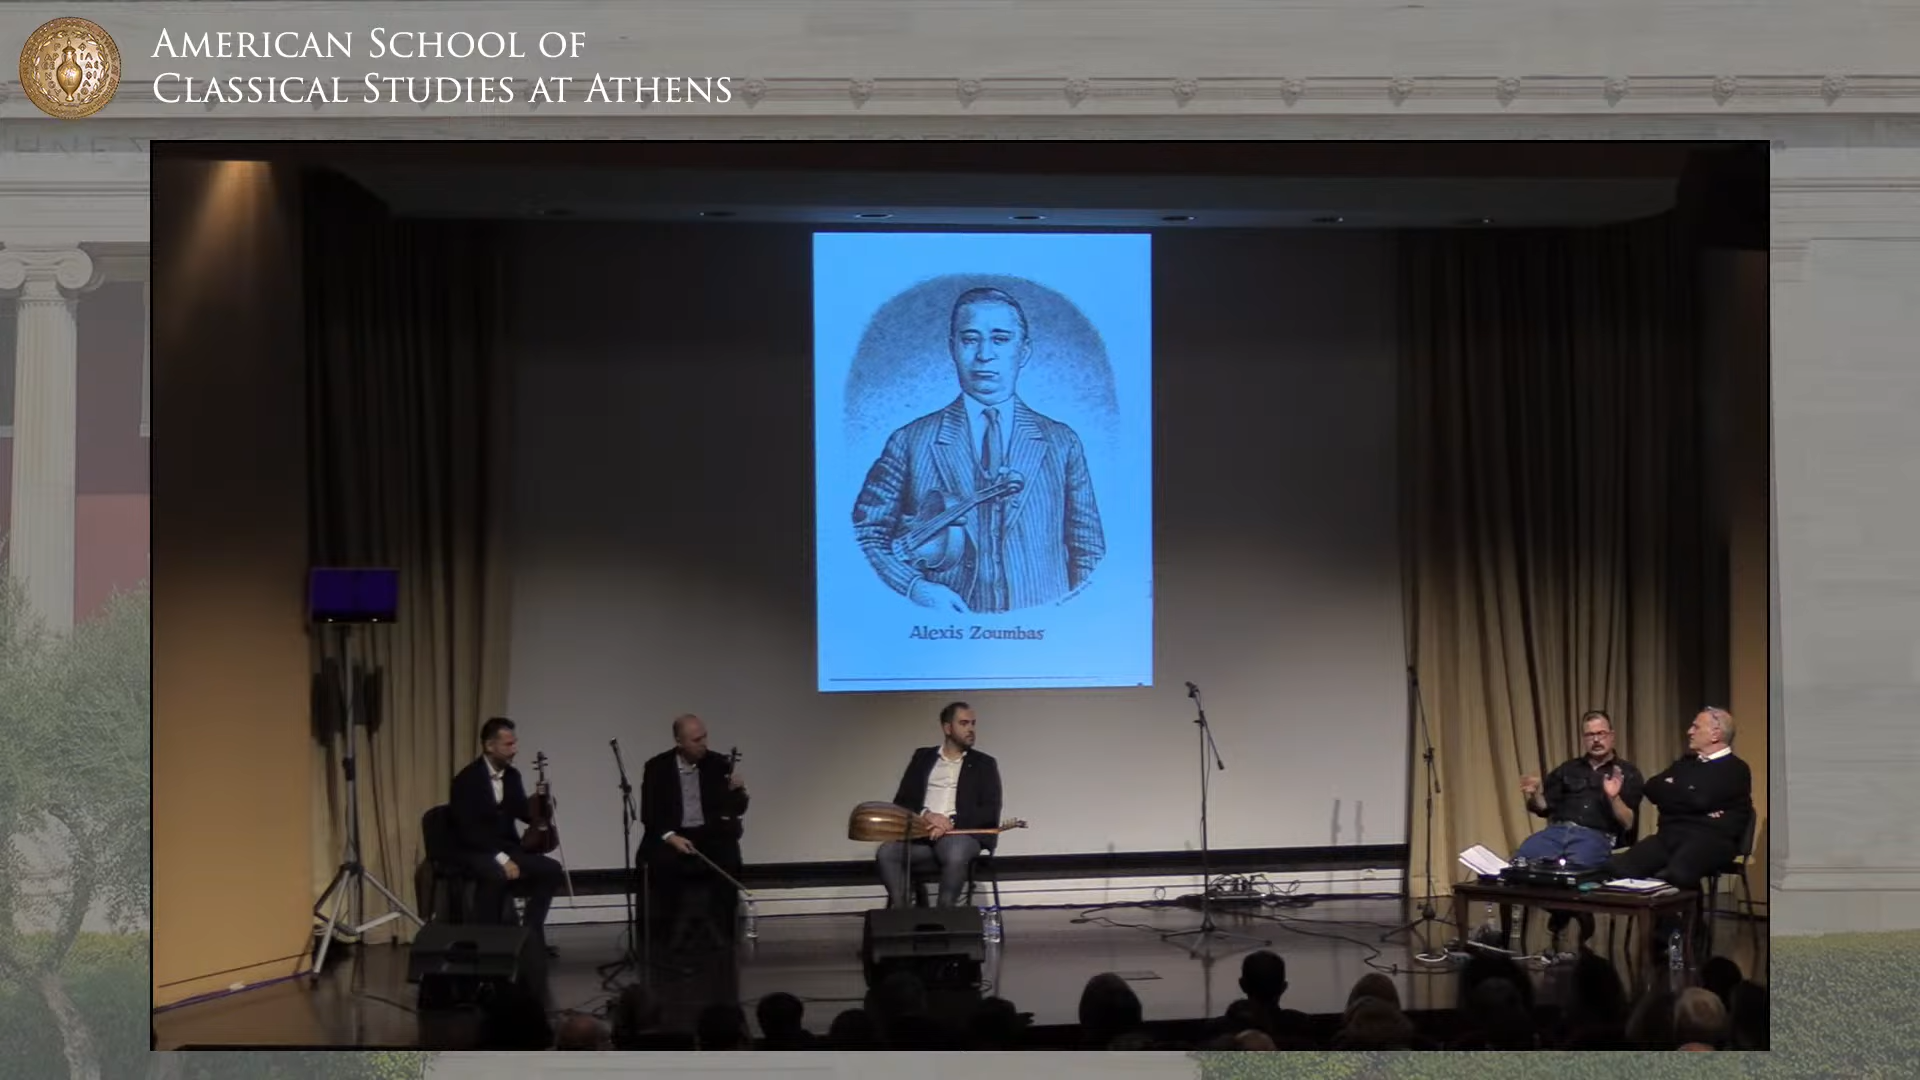 American School of
Classical Studies at Athens
Alexis Zoumbas